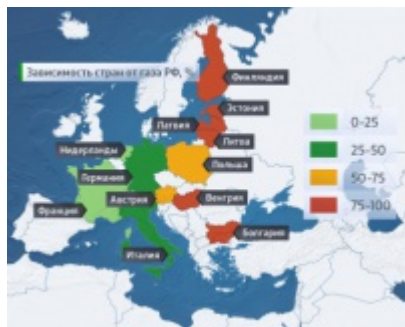 Зависимость стран от газа РФ, %
Финляндия
Эстония
Латвия
Литва
Нидерланды
Польша
Германия
Австрия
Венгрия
Франция
Болгария
Италия
0-25
25-50
50-75
75-100